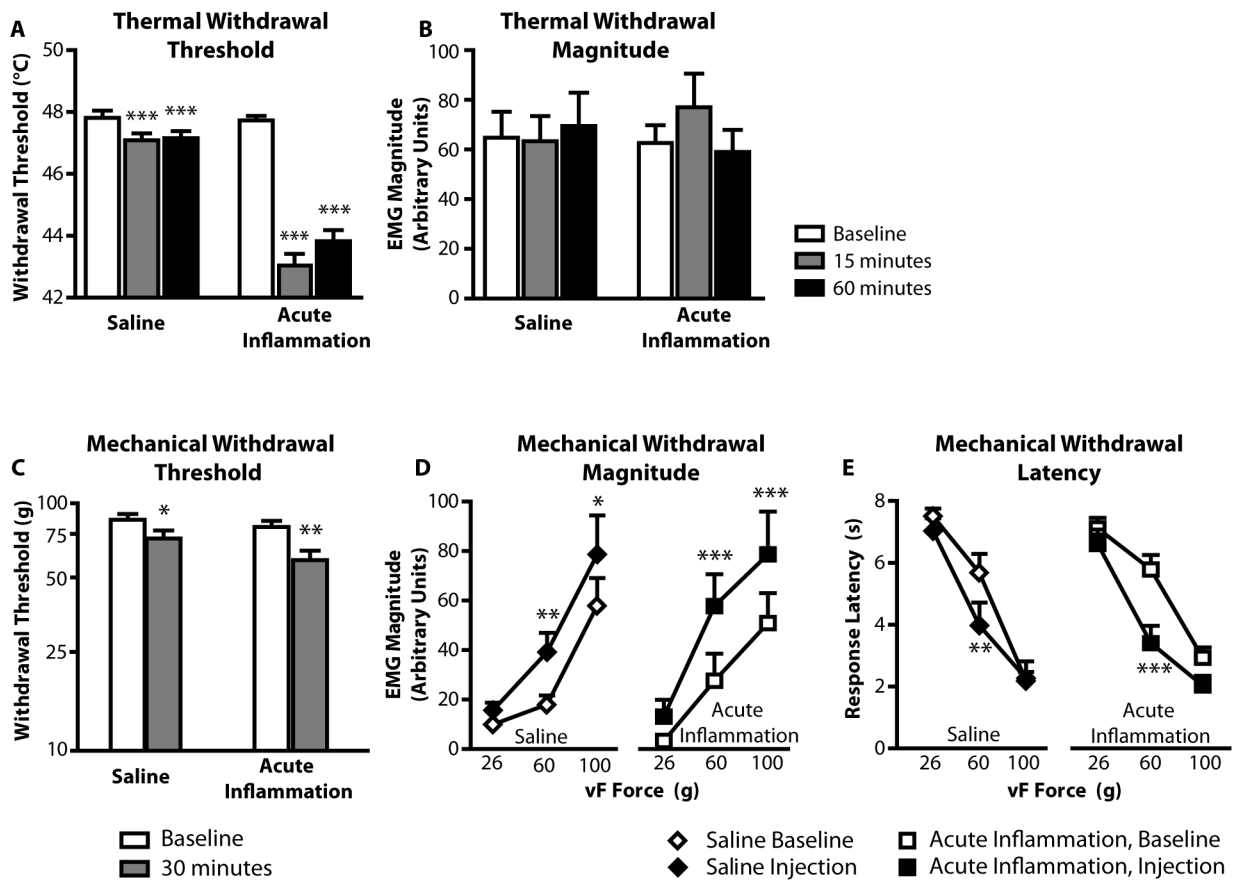 A
Thermal Withdrawal
Threshold
Withdrawal Threshold (°C)
50
48
46
44
42
*** ***
*** ***
Saline
Acute
Inflammation
B
Thermal Withdrawal
Magnitude
EMG Magnitude
(Arbitrary Units)
100
80
60
40
20
0
Saline
Acute
Inflammation
Baseline
15 minutes
60 minutes
C
Mechanical Withdrawal
Threshold
Withdrawal Threshold (g)
100
75
50
25
10
*
**
Saline
Acute
Inflammation
Baseline
30 minutes
D
Mechanical Withdrawal
Magnitude
EMG Magnitude
(Arbitrary Units)
100
80
60
40
20
0
**
*
***
***
Saline
Acute
Inflammation
26 60 100 26 60 100
vF Force (g)
E
Mechanical Withdrawal
Latency
Response Latency (s)
8
6
4
2
0
**
***
Saline
Acute
Inflammation
26 60 100 26 60 100
vF Force (g)
Saline Baseline
Saline Injection
Acute Inflammation, Baseline
Acute Inflammation, Injection